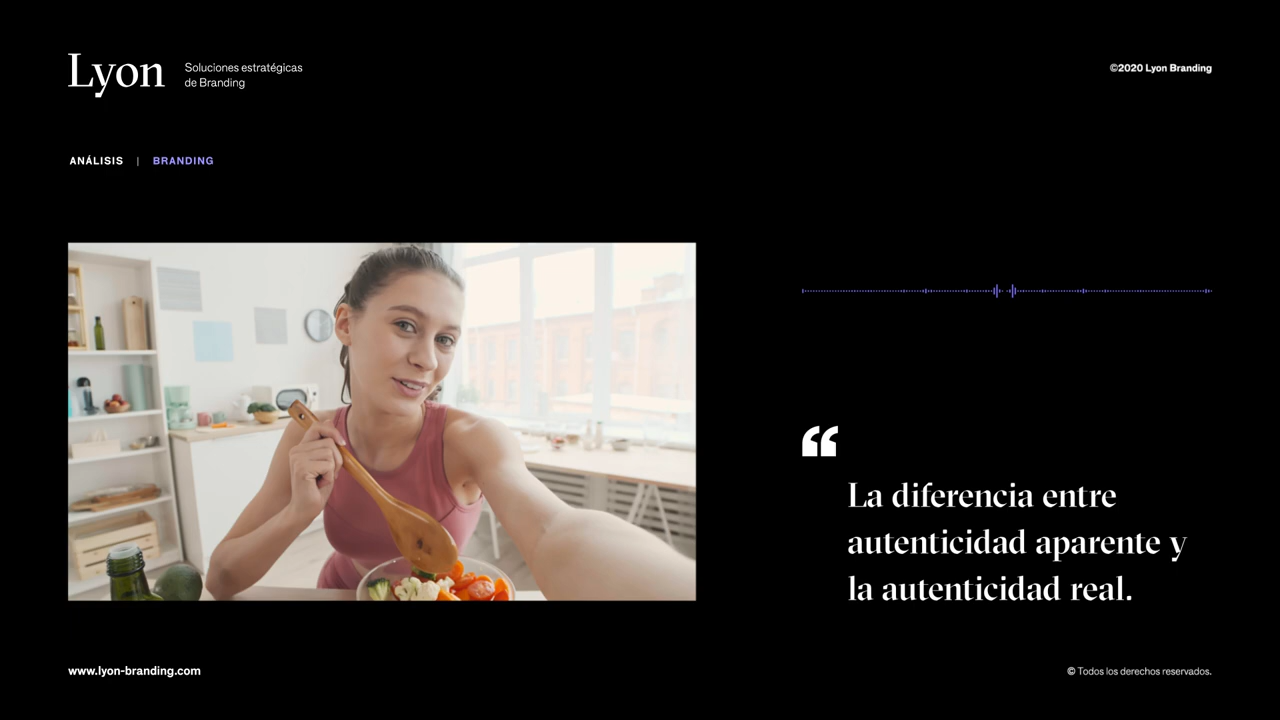 Lyon
Soluciones estratégicas
de Branding
©2020 Lyon Branding
ANÁLISIS | BRANDING
“
La diferencia entre
autenticidad aparente y
la autenticidad real.
www.lyon-branding.com
© Todos los derechos reservados.